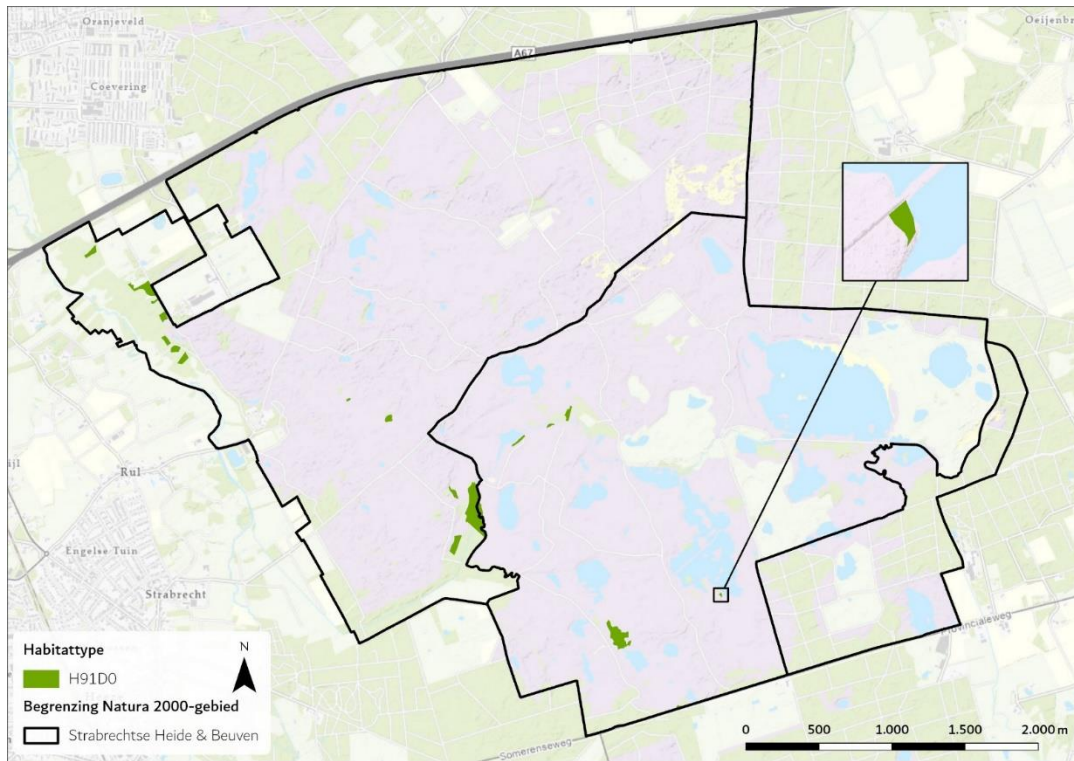 Oranjeveld
Oeijenbr
A67
Coevering
Rul
Engelse Tuin
Strabrecht
Provincialeweg
Somerenseweg
Habitattype
H91D0
Begrenzing Natura 2000-gebied
Strabrechtse Heide & Beuven
N
0 500 1.000 1.500 2.000 m